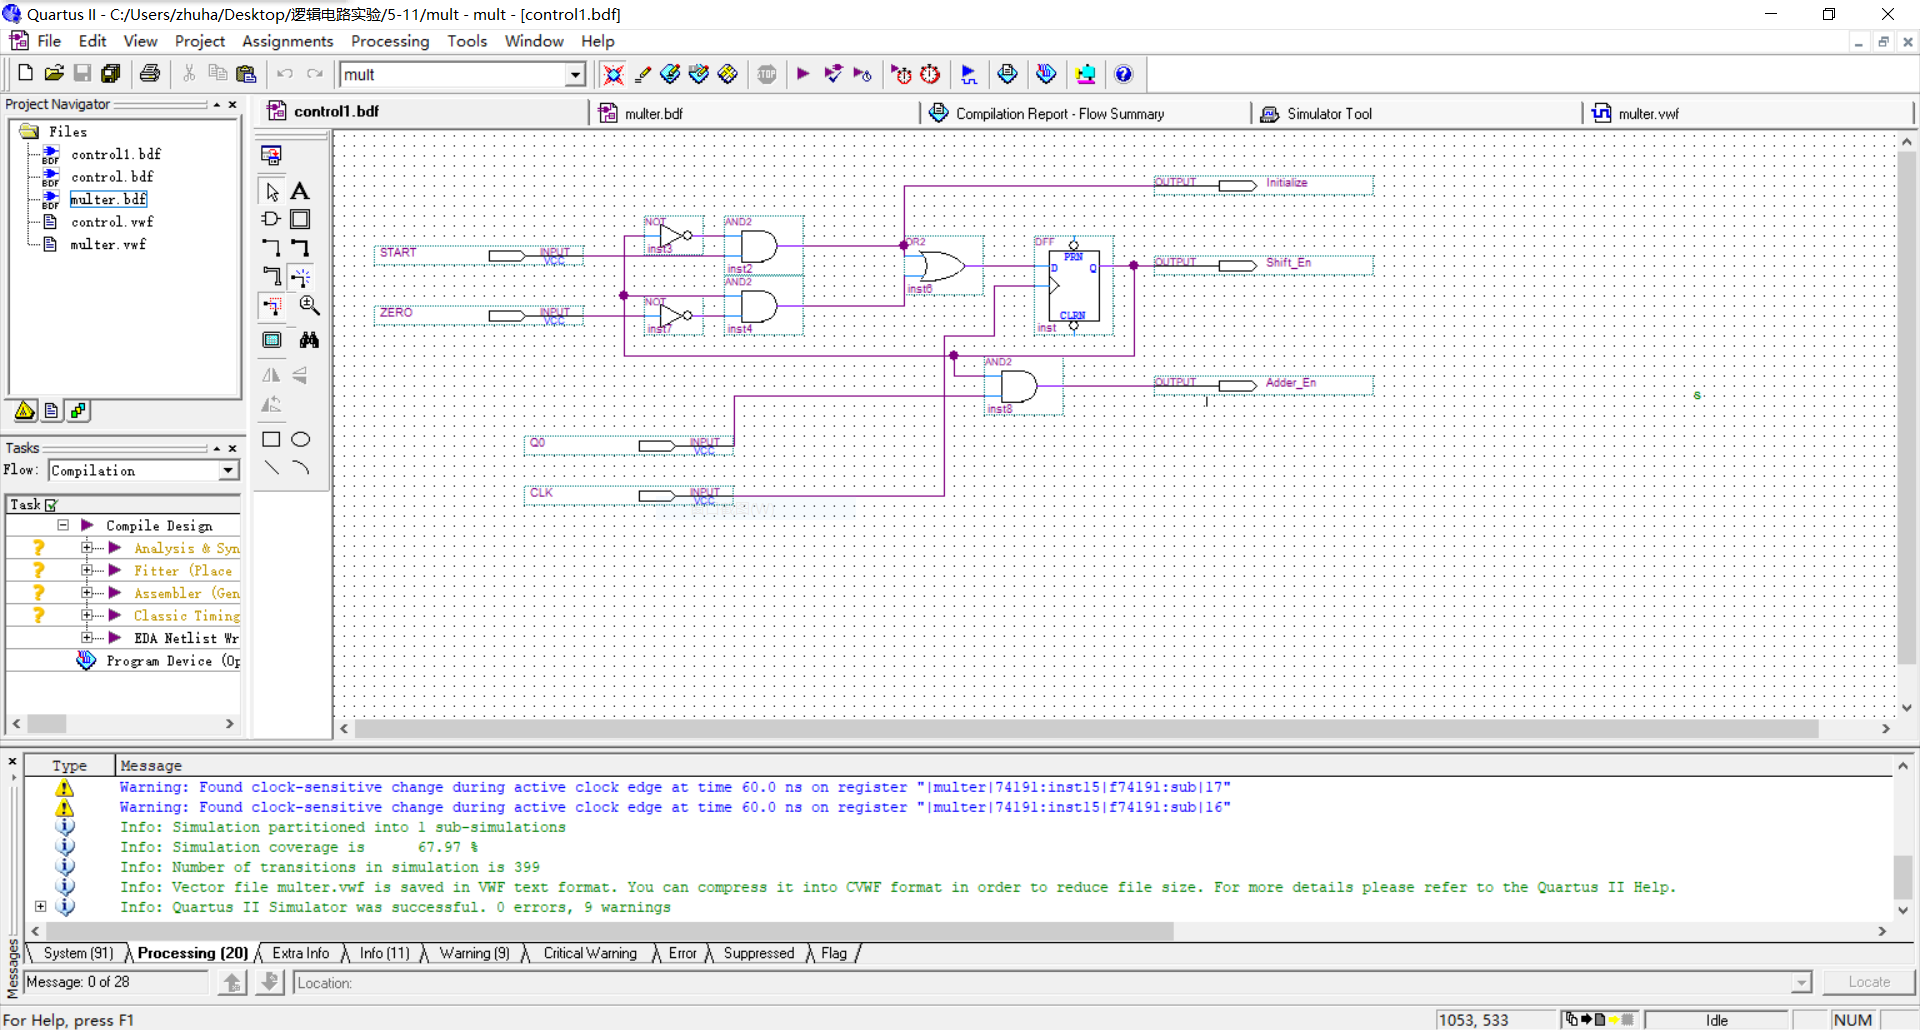 Quartus II - C:/Users/zhuha/Desktop/逻辑电路实验/5-11/mult - mult - [control1.bdf]
File Edit View Project Assignments Processing Tools Window Help
mult
STOP
Project Navigator
control1.bdf
multer.bdf
Compilation Report - Flow Summary
Simulator Tool
multer.vwf
Files
BDF control1.bdf
BDF control.bdf
BDF multer.bdf
control.vwf
multer.vwf
A
OUTPUT Initialize
NOT
inst3
AND2
inst2
START INPUT
VCC
OR2
inst6
DFF
PRN
D Q
CLRN
inst
OUTPUT Shift_En
AND2
inst4
ZERO INPUT
VCC
NOT
inst7
AND2
inst8
OUTPUT Adder_En
s
Q0 INPUT
VCC
CLK INPUT
VCC
Tasks
Flow: Compilation
Task
Compile Design
Analysis & Syn
Fitter (Place
Assembler (Gen
Classic Timing
EDA Netlist Wr
Program Device (Op
Type Message
Warning: Found clock-sensitive change during active clock edge at time 60.0 ns on register "|multer|74191:inst15|f74191:sub|17"
Warning: Found clock-sensitive change during active clock edge at time 60.0 ns on register "|multer|74191:inst15|f74191:sub|16"
Info: Simulation partitioned into 1 sub-simulations
Info: Simulation coverage is 67.97 %
Info: Number of transitions in simulation is 399
Info: Vector file multer.vwf is saved in VWF text format. You can compress it into CVWF format in order to reduce file size. For more details please refer to the Quartus II Help.
Info: Quartus II Simulator was successful. 0 errors, 9 warnings
System (91) Processing (20) Extra Info Info (11) Warning (9) Critical Warning Error Suppressed Flag
Messages
Message: 0 of 28
Location:
Locate
For Help, press F1
1053, 533
Idle
NUM